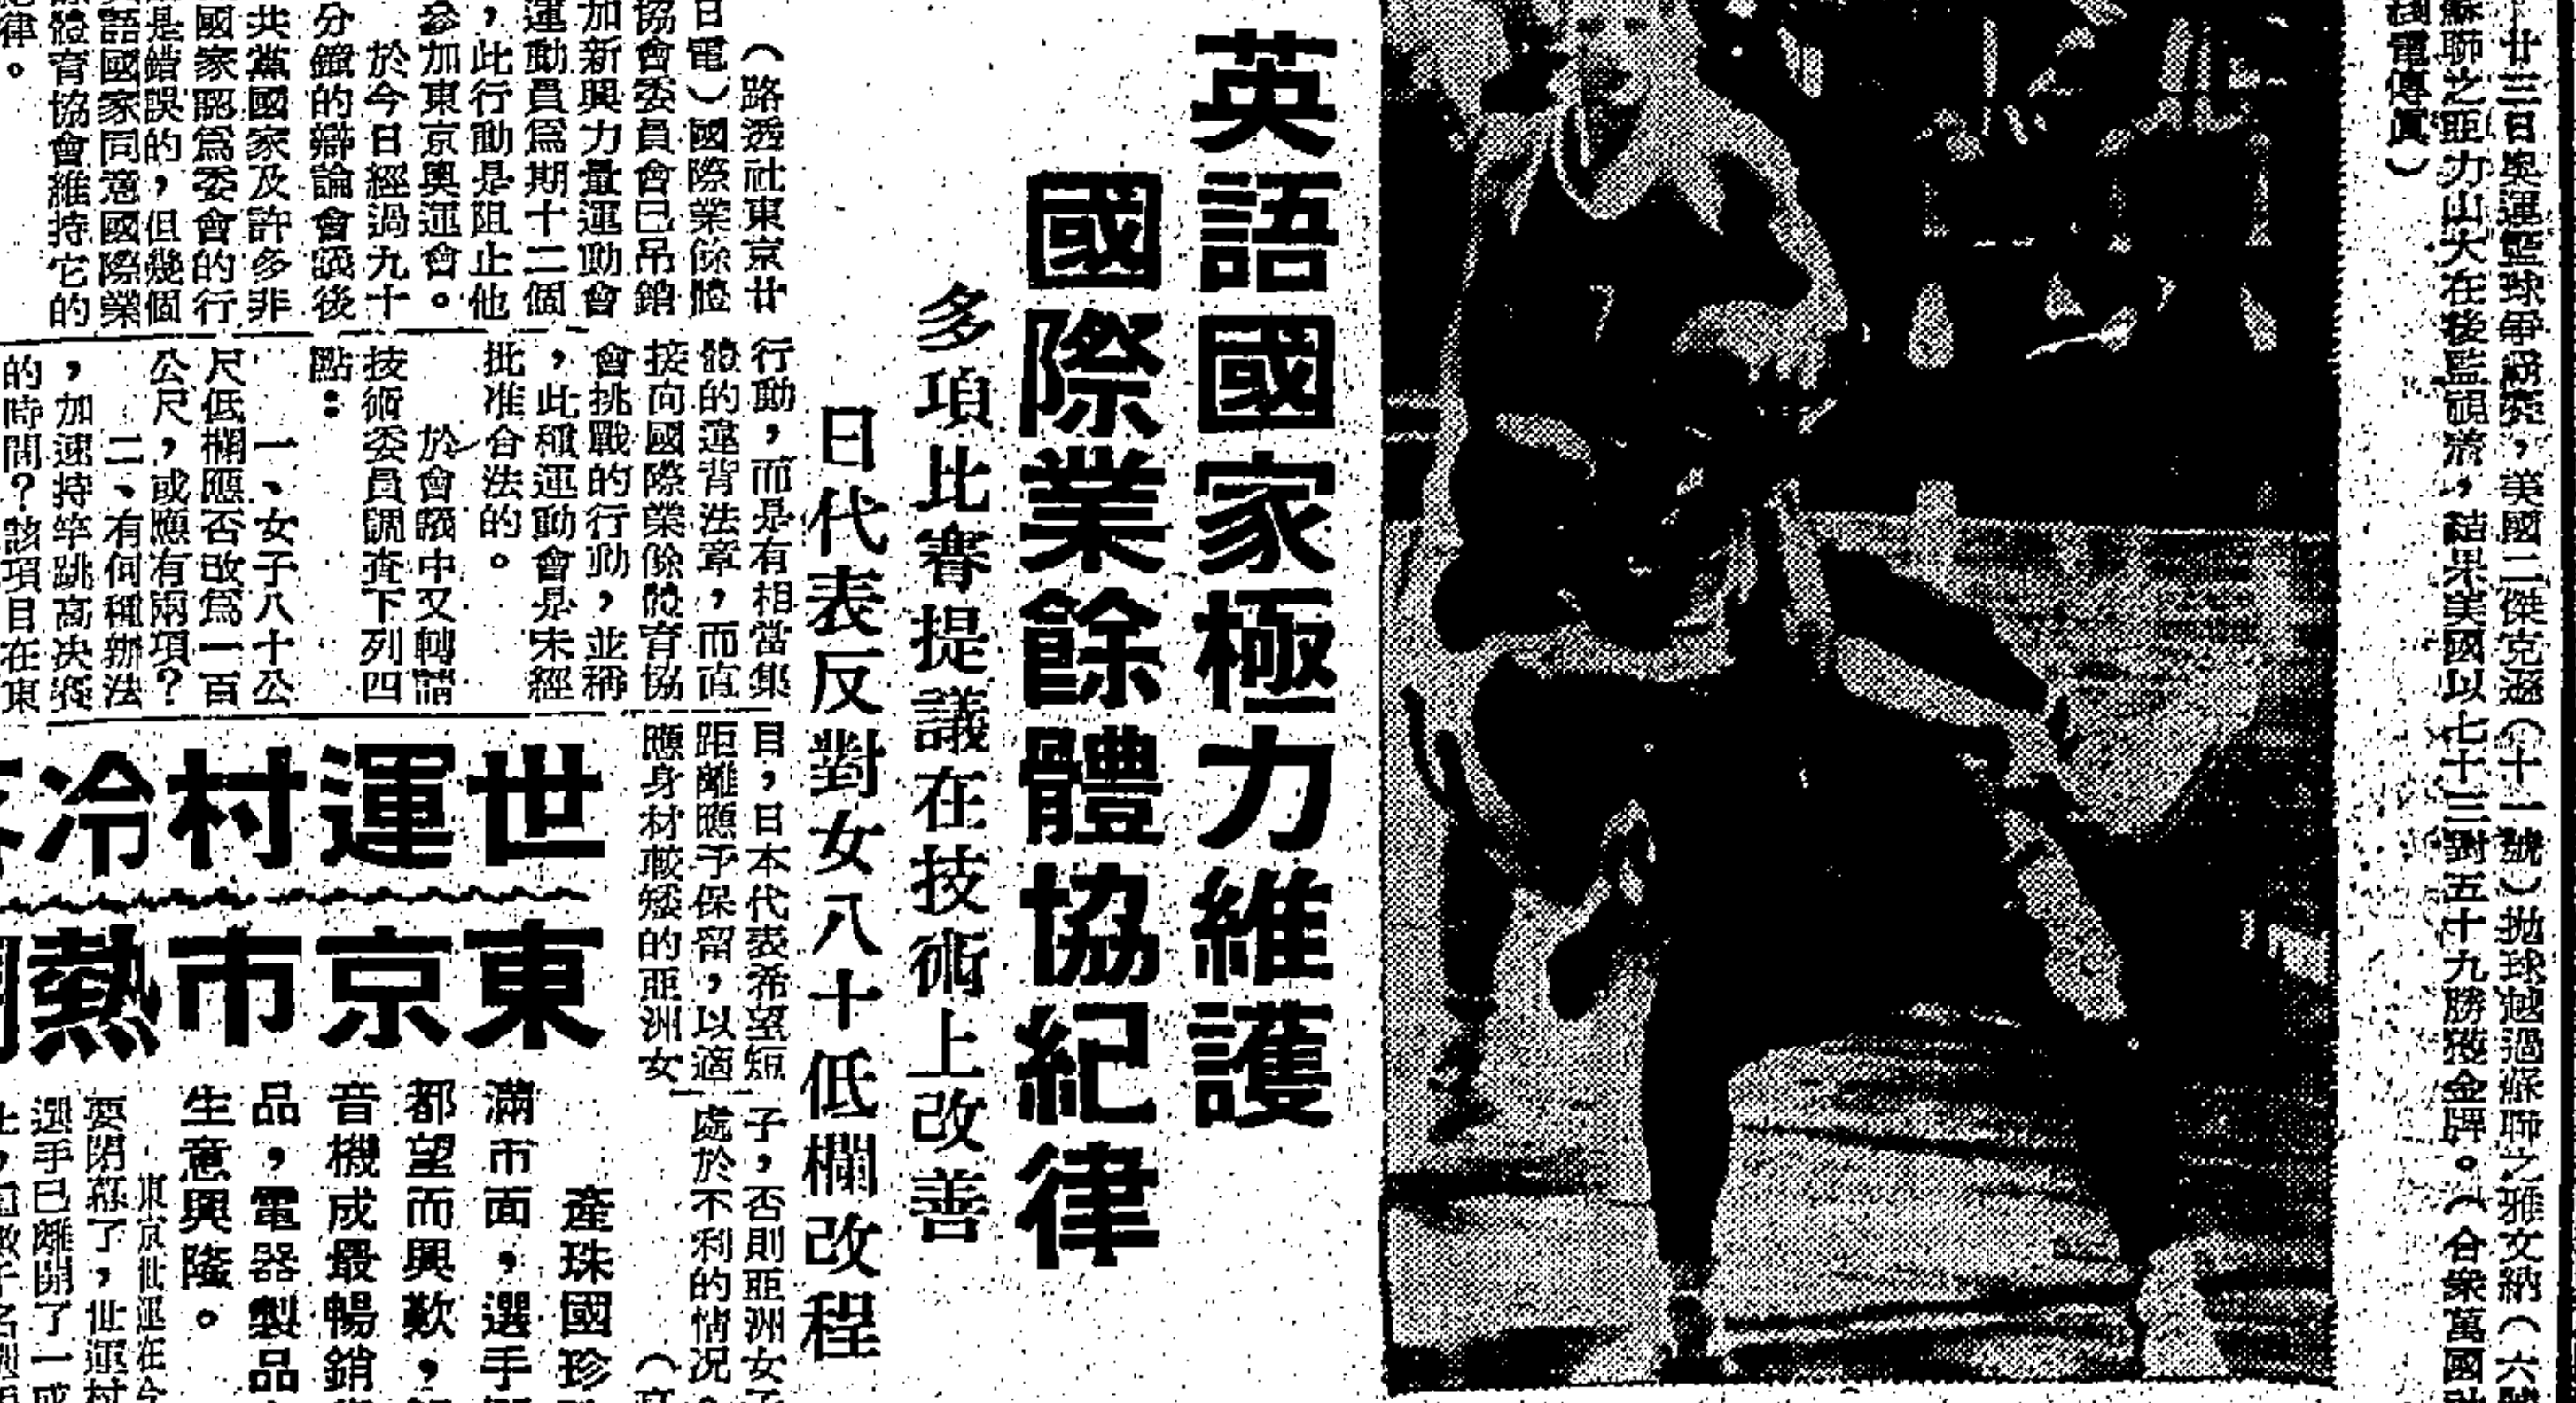 廿三日奧運籃球爭霸賽，美國二傑克遜（十一號）拋球越過蘇聯之雅文納（六號
蘇聯之亞力山大在後監視清，結果美國以七十三對五十九勝獲金牌。（合衆萬國社
電傳眞）
英語國家極力維護
國際業餘體協紀律
多項比賽提議在技術上改善
日代表反對女八十低欄改程
（路透社東京廿
日電）國際業餘體
協會委員會已吊銷
加新興力量運動會
運動員爲期十二個
，此行動是阻止他
參加東京奧運會。
於今日經過九十
分鐘的辯論會議後
共黨國家及許多非
國家認爲委會的行
是錯誤的，但幾個
語國家同意國際業
餘體育協會維持它的
紀律。
行動，而是有相當集
體的違背法章，而直
接向國際業餘體育協
會挑戰的行動，並稱
，此種運動會是未經
批准合法的。
於會議中又轉請
技術委員調査下列四
點：
一、女子八十公
尺低欄應否改爲一百
公尺，或應有兩項？
二、有何種辦法
，加速持竿跳高决賽
的時間？該項目在東
目，日本代表希望短
距離應予保留，以適
應身材較矮的亞洲女
子，否則亞洲女子
處於不利的情況。
（
世運村冷
東京市熱
產珠國珍
滿市面，選手
都望而興歎，
音機成最暢銷
品，電器製品
生意興隆。
東京世運在今
要閉幕了，世運村
選手已離開了一